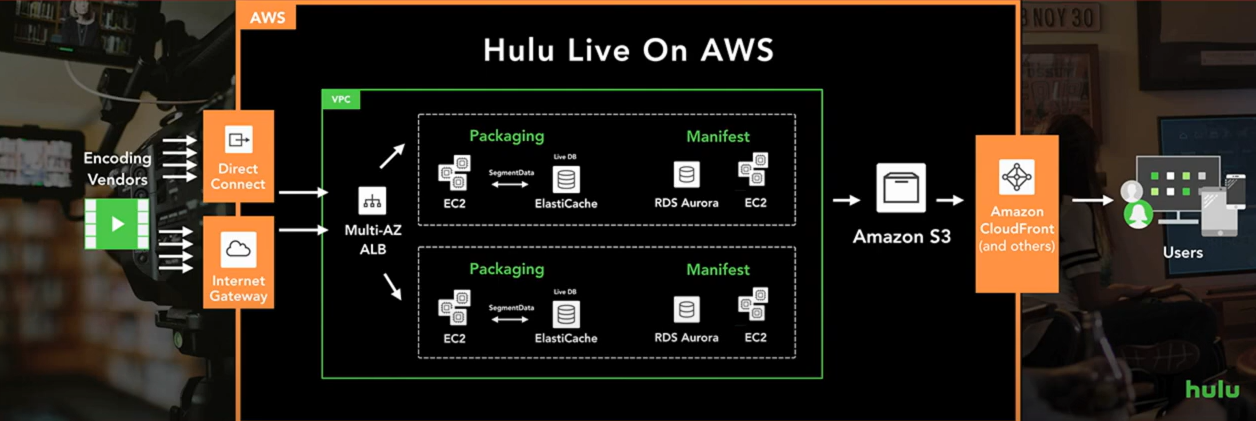 AWS
NOV 30
Hulu Live On AWS
VPC
Encoding
Vendors
Direct
Connect
Internet
Gateway
Multi-AZ
ALB
Packaging
Manifest
Live DB
SegmentData
EC2
ElastiCache
RDS Aurora
EC2
Packaging
Manifest
Live DB
SegmentData
EC2
ElastiCache
RDS Aurora
EC2
Amazon S3
Amazon
CloudFront
(and others)
Users
hulu